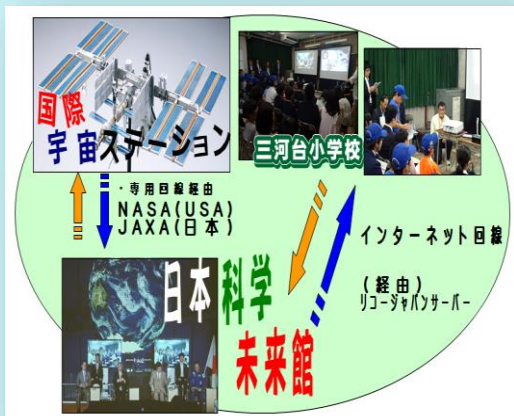 国際
宇宙ステーション
三河台小学校
・専用回線経由
NASA(USA)
JAXA(日本)
インターネット回線
(経由)
リコージャパンサーバー
日本科学
未来館